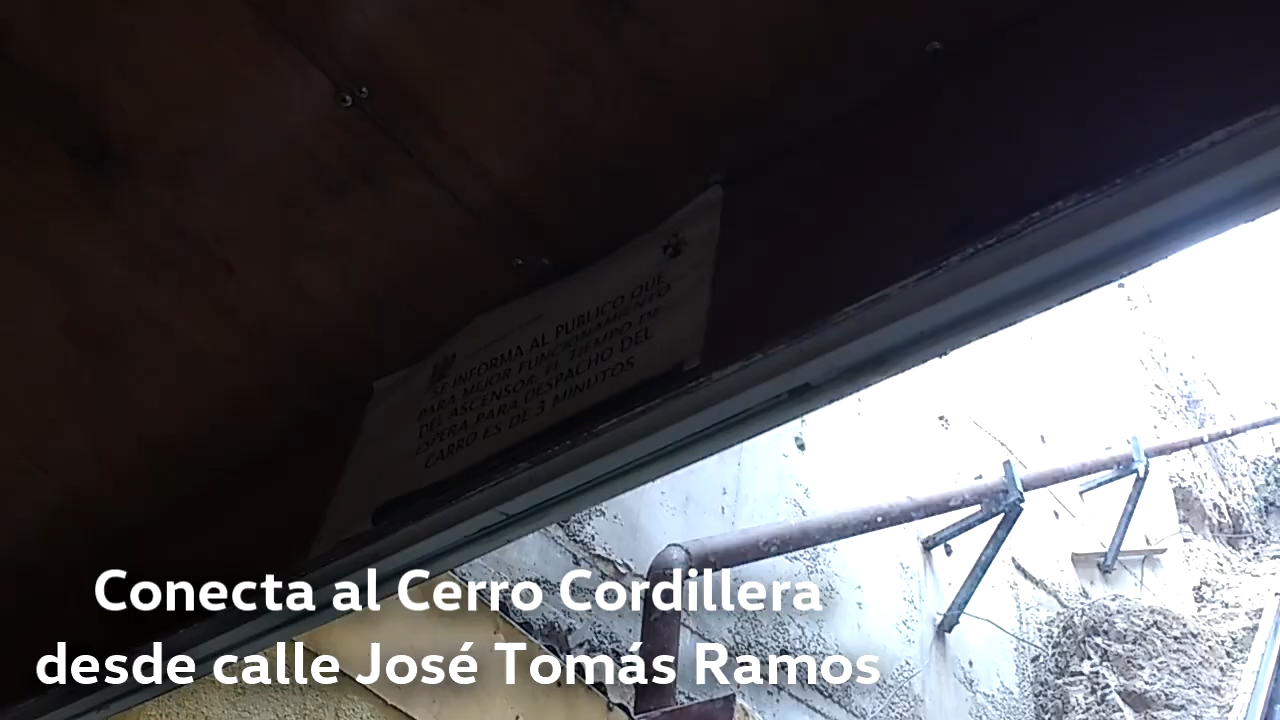 SE INFORMA AL PUBLICO QUE
PARA MEJOR FUNCIONAMIENTO
DEL ASCENSOR, EL TIEMPO DE
ESPERA PARA DESPACHO DEL
CARRO ES DE 3 MINUTOS
Conecta al Cerro Cordillera
desde calle José Tomás Ramos